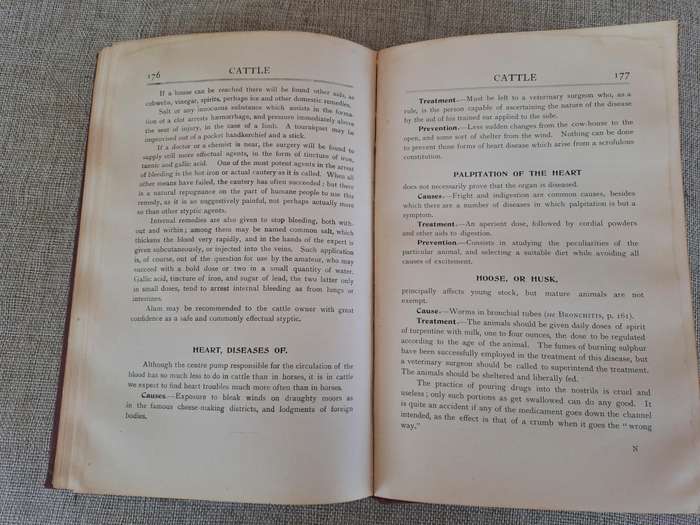 176
CATTLE
If a house can be reached there will be found other aids, as
cobwebs, vinegar, spirits, perhaps ice and other domestic remedies.
Salt or any innocuous substance which assists in the forma-
tion of a clot arrests hæmorrhage, and pressure immediately above
the seat of injury, in the case of a limb. A tourniquet may be
improvised out of a pocket handkerchief and a stick.
If a doctor or a chemist is near, the surgery will be found to
supply still more effectual agents, in the form of tincture of iron,
tannic and gallic acid. One of the most potent agents in the arrest
of bleeding is the hot iron or actual cautery as it is called. When all
other means have failed, the cautery has often succeeded; but there
is a natural repugnance on the part of humane people to use this
remedy, as it is so suggestively painful, not perhaps actually more
so than other styptic agents.
Internal remedies are also given to stop bleeding, both with-
out and within; among them may be named common salt, which
thickens the blood very rapidly, and in the hands of the expert is
given subcutaneously, or injected into the veins. Such application
is, of course, out of the question for use by the amateur, who may
succeed with a bold dose or two in a small quantity of water.
Gallic acid, tincture of iron, and sugar of lead, the two latter only
in small doses, tend to arrest internal bleeding as from lungs or
intestines.
Alum may be recommended to the cattle owner with great
confidence as a safe and commonly effectual styptic.
HEART, DISEASES OF.
Although the centre pump responsible for the circulation of the
blood has so much less to do in cattle than in horses, it is in cattle
we expect to find heart troubles much more often than in horses.
Causes.—Exposure to bleak winds on draughty moors as
in the famous cheese-making districts, and lodgments of foreign
bodies.
CATTLE
177
Treatment.—Must be left to a veterinary surgeon who, as a
rule, is the person capable of ascertaining the nature of the disease
by the aid of his trained ear applied to the side.
Prevention.—Less sudden changes from the cow-house to the
open, and some sort of shelter from the wind. Nothing can be done
to prevent those forms of heart disease which arise from a scrofulous
constitution.
PALPITATION OF THE HEART
does not necessarily prove that the organ is diseased.
Causes.—Fright and indigestion are common causes, besides
which there are a number of diseases in which palpitation is but a
symptom.
Treatment.—An aperient dose, followed by cordial powders
and other aids to digestion.
Prevention.—Consists in studying the peculiarities of the
particular animal, and selecting a suitable diet while avoiding all
causes of excitement.
HOOSE, OR HUSK,
principally affects young stock, but mature animals are not
exempt.
Cause.—Worms in bronchial tubes (see BRONCHITIS, p. 161).
Treatment.—The animals should be given daily doses of spirit
of turpentine with milk, one to four ounces, the dose to be regulated
according to the age of the animal. The fumes of burning sulphur
have been successfully employed in the treatment of this disease, but
a veterinary surgeon should be called to superintend the treatment.
The animals should be sheltered and liberally fed.
The practice of pouring drugs into the nostrils is cruel and
useless; only such portions as get swallowed can do any good. It
is quite an accident if any of the medicament goes down the channel
intended, as the effect is that of a crumb when it goes the "wrong
way."
N